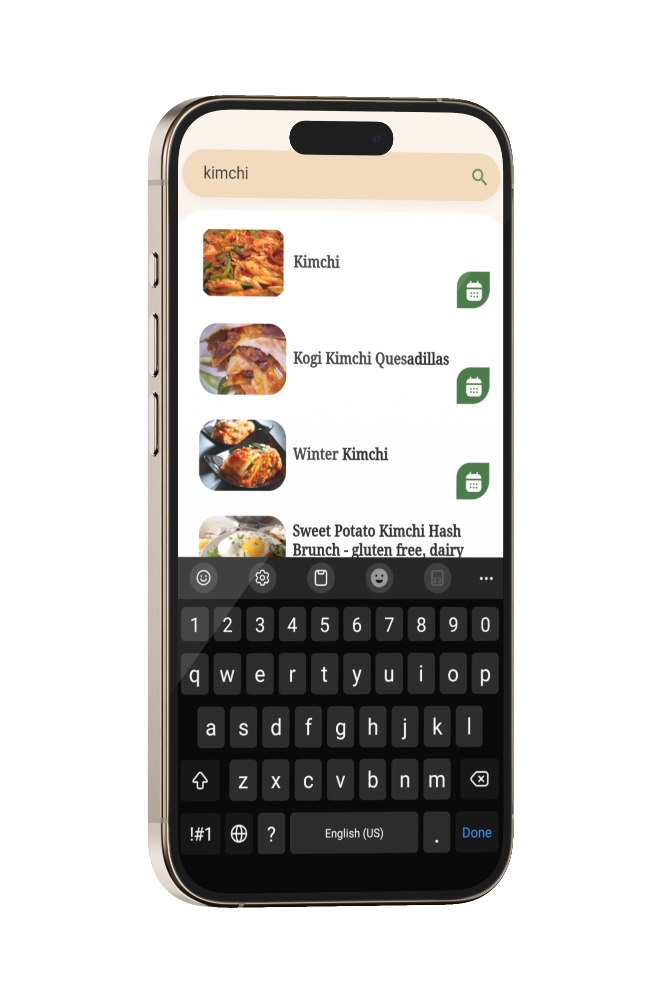 kimchi
Kimchi
Kogi Kimchi Quesadillas
Winter Kimchi
Sweet Potato Kimchi Hash
Brunch - gluten free, dairy
1 2 3 4 5 6 7 8 9 0
q w e r t y u i o p
a s d f g h j k l
z x c v b n m
!#1 ? English (US) . Done